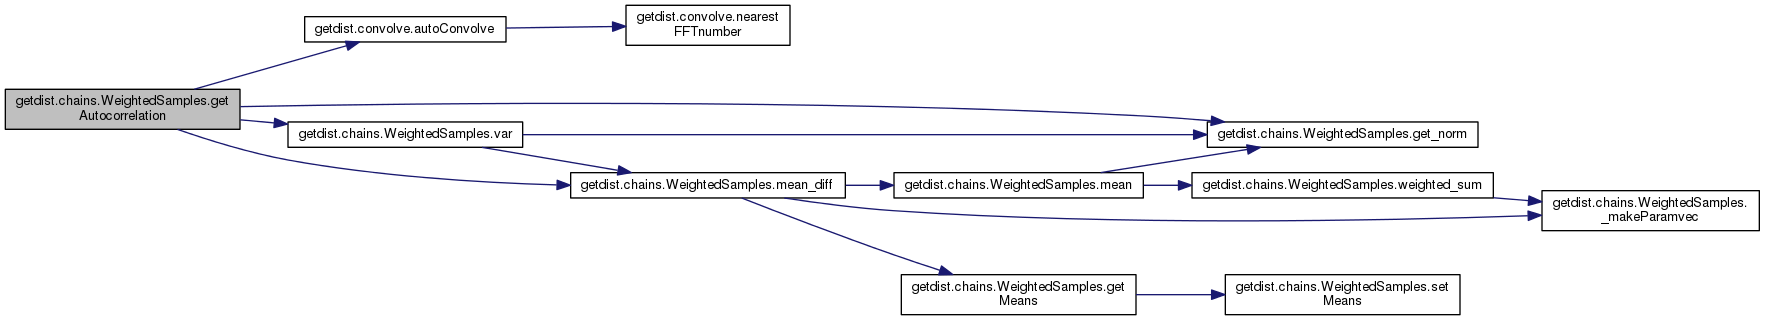 getdist.convolve.nearest
FFTnumber
getdist.convolve.autoConvolve
getdist.chains.WeightedSamples.get
Autocorrelation
getdist.chains.WeightedSamples.var
getdist.chains.WeightedSamples.get_norm
getdist.chains.WeightedSamples.mean_diff
getdist.chains.WeightedSamples.mean
getdist.chains.WeightedSamples.weighted_sum
getdist.chains.WeightedSamples.
_makeParamvec
getdist.chains.WeightedSamples.get
Means
getdist.chains.WeightedSamples.set
Means